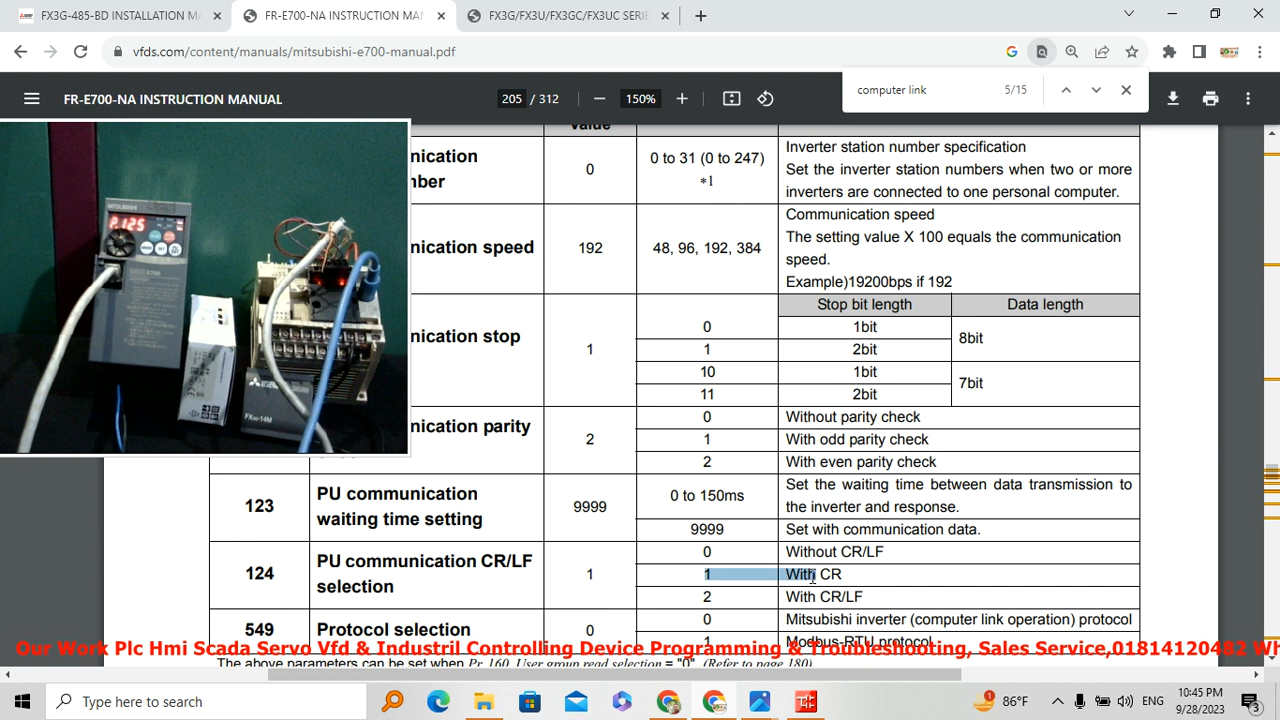 FX3G-485-BD INSTALLATION MA
FR-E700-NA INSTRUCTION MAN
FX3G/FX3U/FX3GC/FX3UC SERIE
vfds.com/content/manuals/mitsubishi-e700-manual.pdf
computer link 5/15
FR-E700-NA INSTRUCTION MANUAL
205 / 312
150%
Value
nication
nber
0
0 to 31 (0 to 247)
*1
Inverter station number specification
Set the inverter station numbers when two or more
inverters are connected to one personal computer.
nication speed
192
48, 96, 192, 384
Communication speed
The setting value X 100 equals the communication
speed.
Example)19200bps if 192
nication stop
1
Stop bit length Data length
0 1bit
1 2bit
8bit
10 1bit
11 2bit
7bit
nication parity
2
0 Without parity check
1 With odd parity check
2 With even parity check
123
PU communication
waiting time setting
9999
0 to 150ms
Set the waiting time between data transmission to
the inverter and response.
9999 Set with communication data.
124
PU communication CR/LF
selection
1
0 Without CR/LF
1 With CR
2 With CR/LF
549 Protocol selection 0
0 Mitsubishi inverter (computer link operation) protocol
1 Modbus-RTU protocol
The above parameters can be set when Pr. 160 User group read selection = "0". (Refer to page 180)
Our Work Plc Hmi Scada Servo Vfd & Industril Controlling Device Programming & Troubleshooting, Sales Service,01814120482 Wh
MITSUBISHI
E700
Type here to search
1
86°F
ENG
10:45 PM
9/28/2023
3